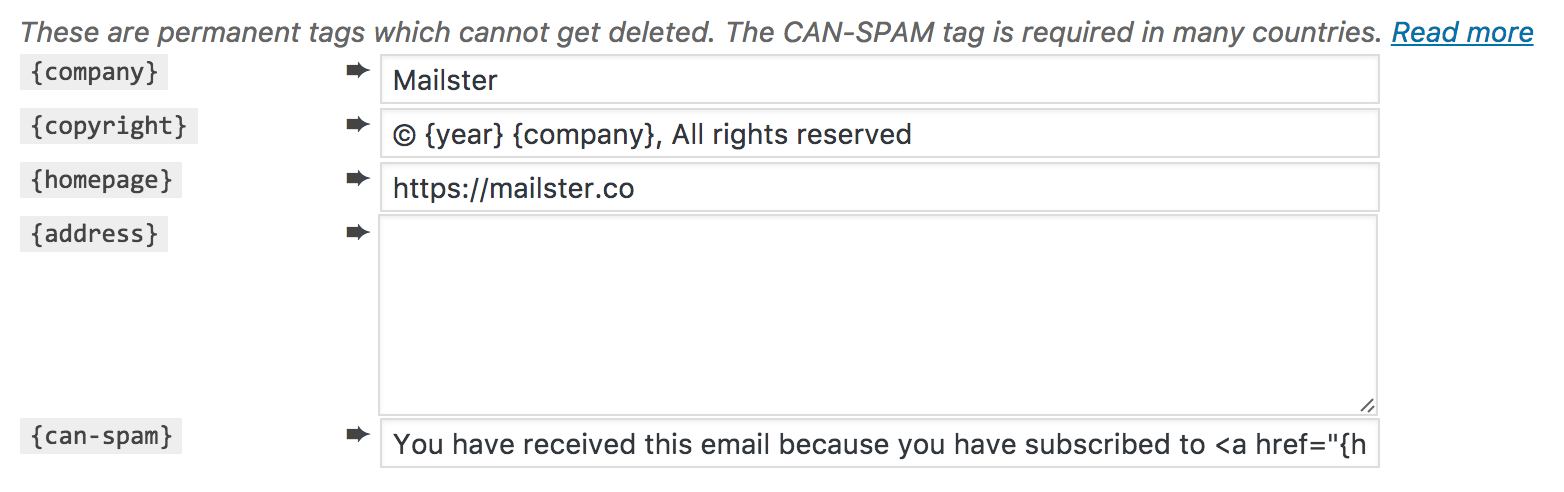 These are permanent tags which cannot get deleted. The CAN-SPAM tag is required in many countries. Read more
{company} ➨ Mailster
{copyright} ➨ © {year} {company}, All rights reserved
{homepage} ➨ https://mailster.co
{address} ➨
{can-spam} ➨ You have received this email because you have subscribed to <a href="{h